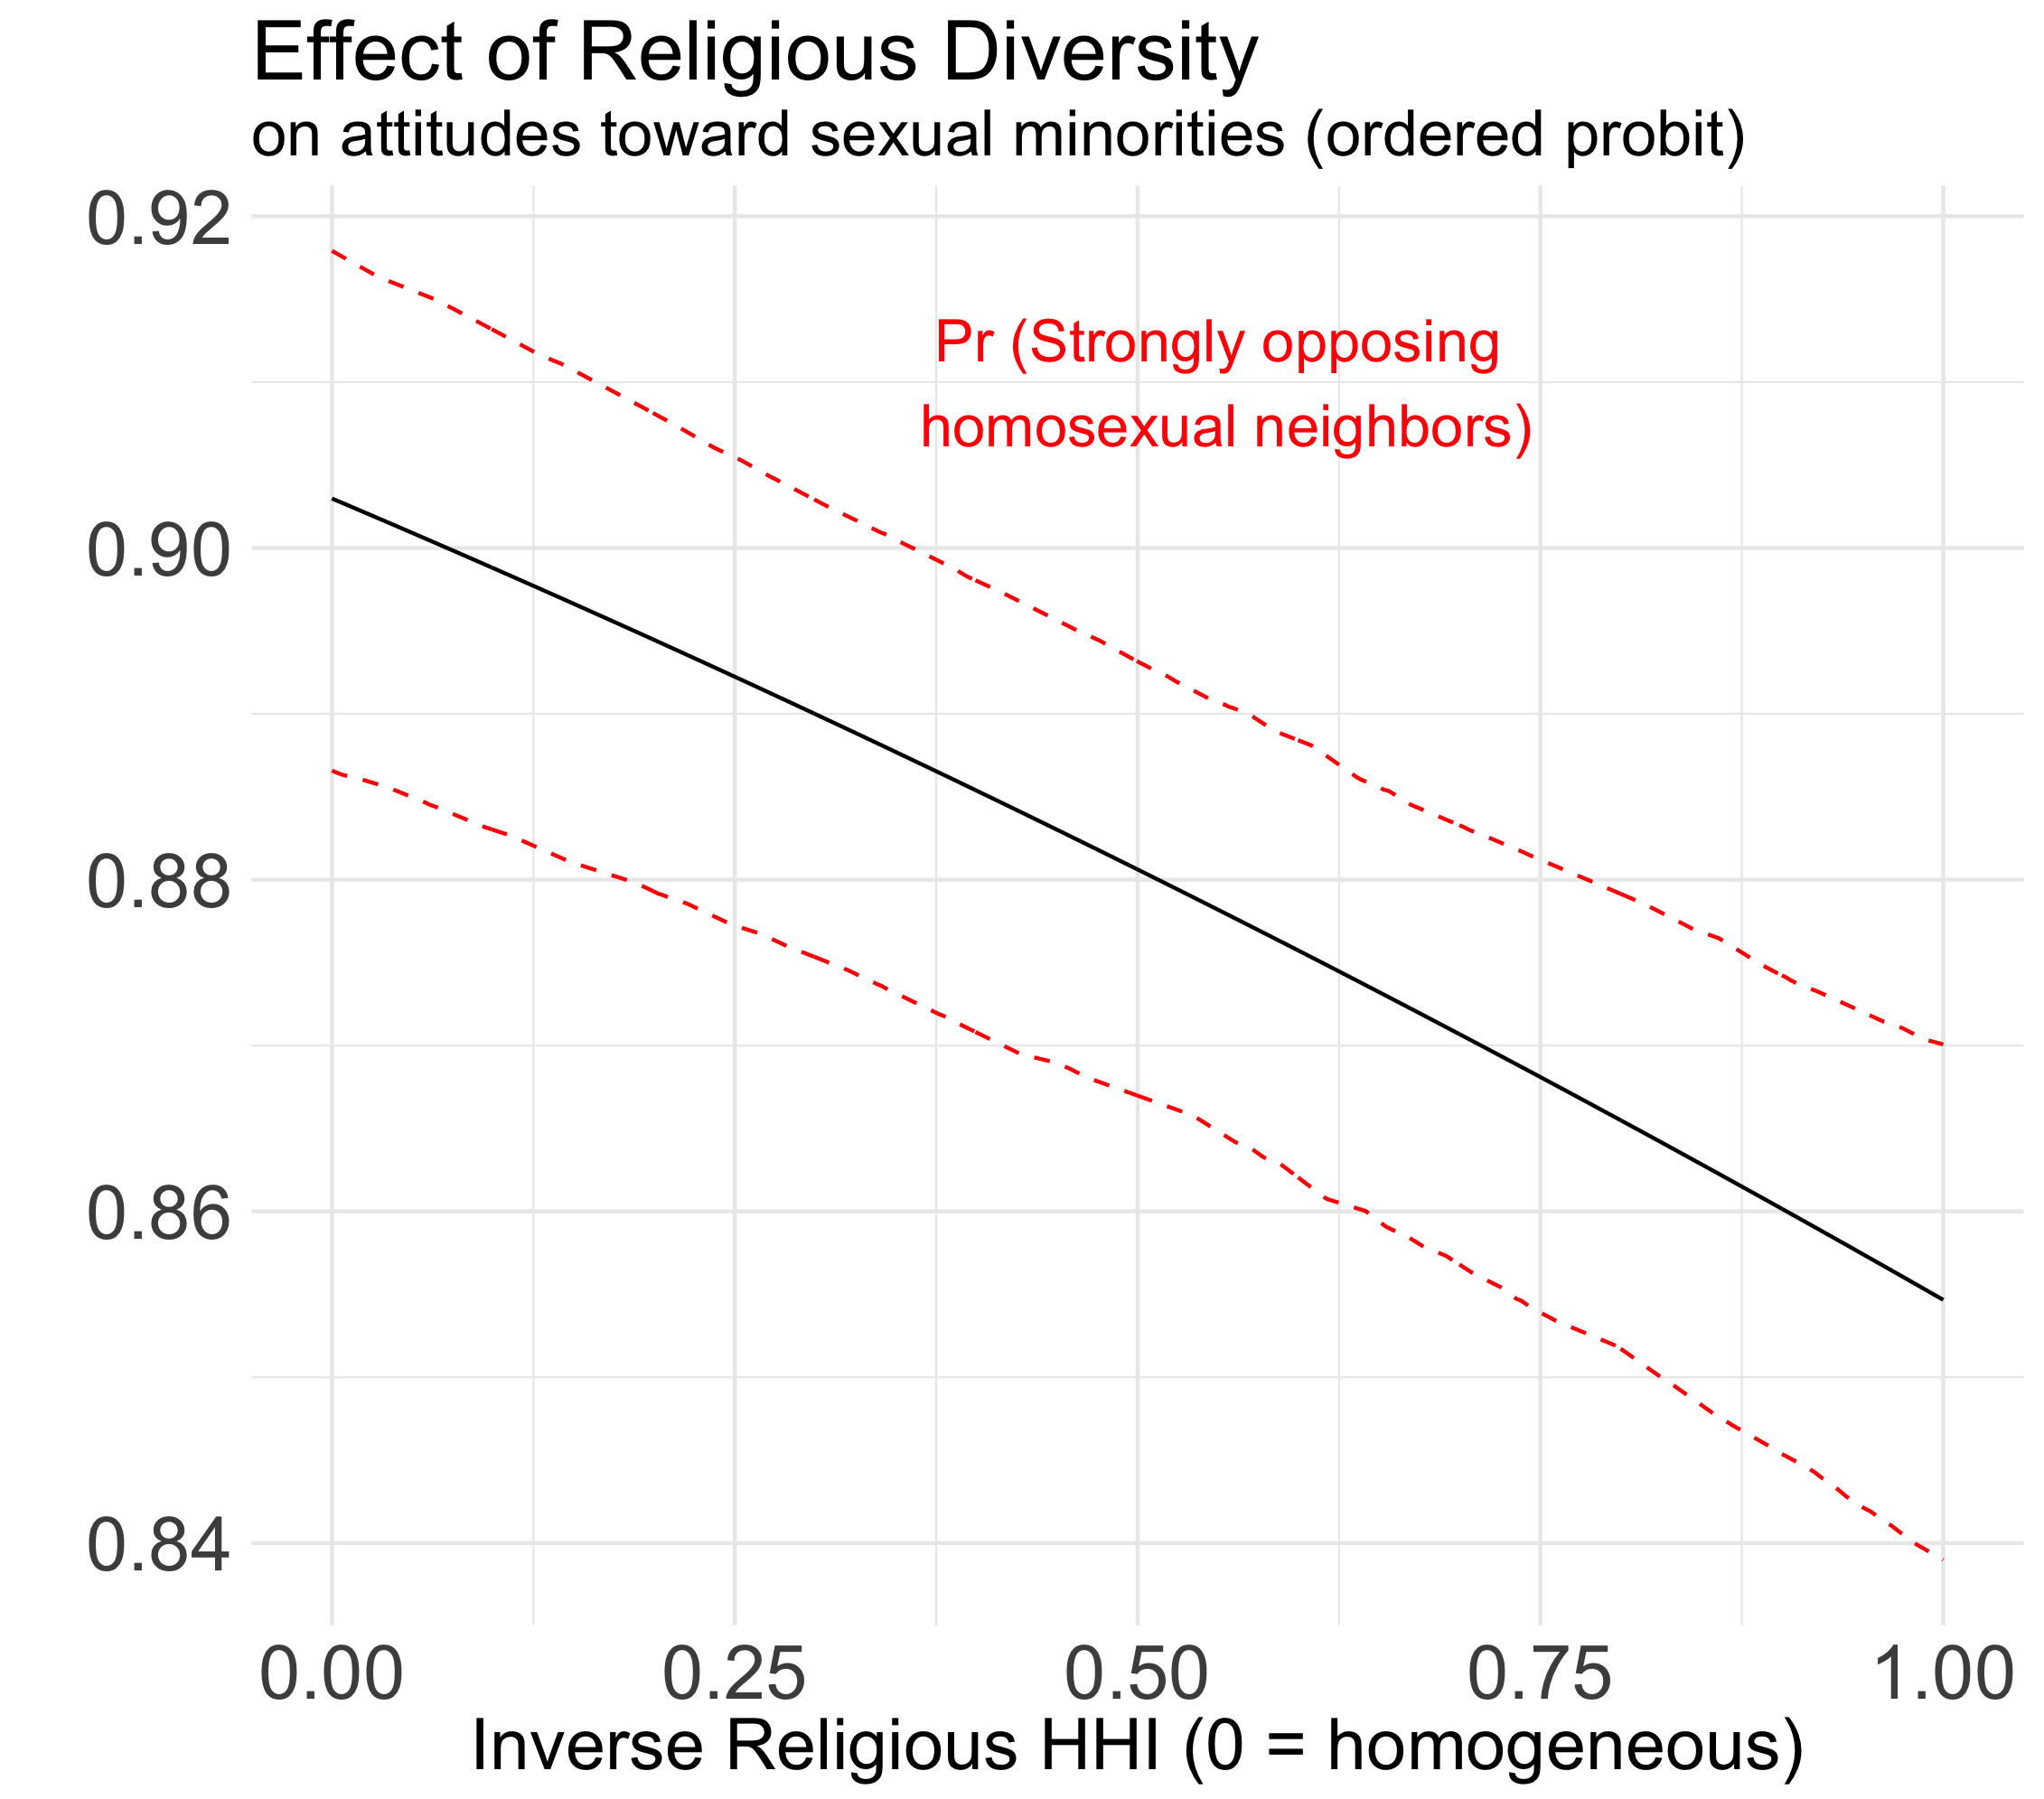 Effect of Religious Diversity
on attitudes toward sexual minorities (ordered probit)
0.92
Pr (Strongly opposing
homosexual neighbors)
0.90
0.88
0.86
0.84
0.00 0.25 0.50 0.75 1.00
Inverse Religious HHI (0 = homogeneous)